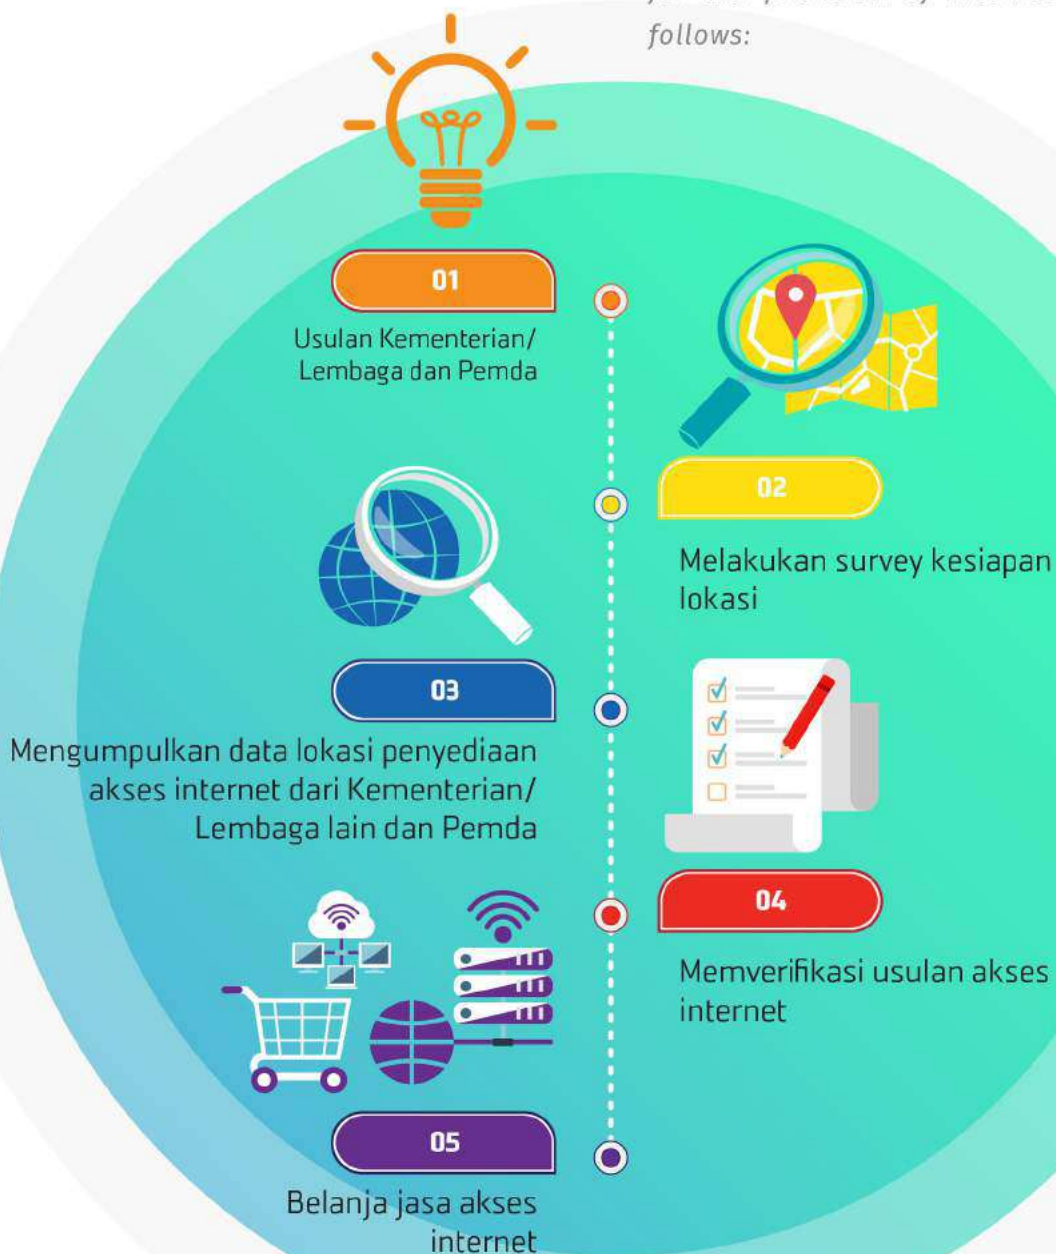 follows:
01
Usulan Kementerian/
Lembaga dan Pemda
02
Melakukan survey kesiapan
lokasi
03
Mengumpulkan data lokasi penyediaan
akses internet dari Kementerian/
Lembaga lain dan Pemda
04
Memverifikasi usulan akses
internet
05
Belanja jasa akses
internet